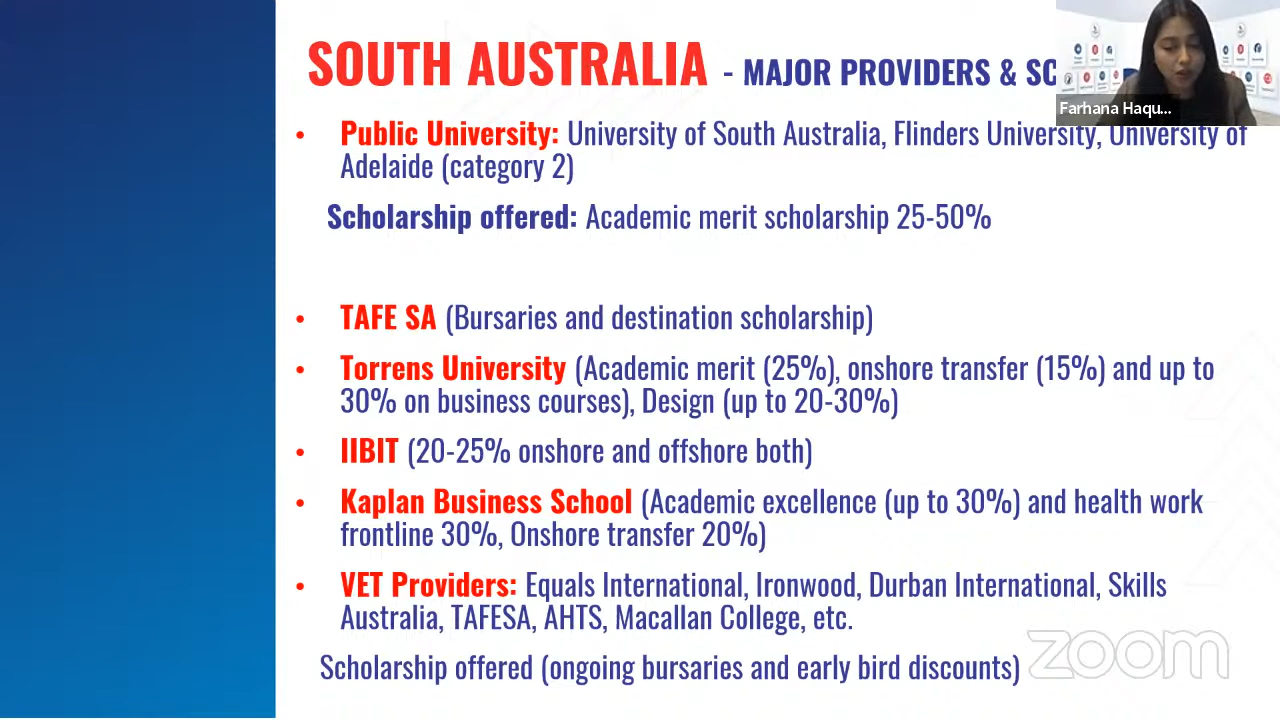 SOUTH AUSTRALIA - MAJOR PROVIDERS & SC
Farhana Haqu...
• Public University: University of South Australia, Flinders University, University of
Adelaide (category 2)
Scholarship offered: Academic merit scholarship 25-50%
• TAFE SA (Bursaries and destination scholarship)
• Torrens University (Academic merit (25%), onshore transfer (15%) and up to
30% on business courses), Design (up to 20-30%)
• IIBIT (20-25% onshore and offshore both)
• Kaplan Business School (Academic excellence (up to 30%) and health work
frontline 30%, Onshore transfer 20%)
• VET Providers: Equals International, Ironwood, Durban International, Skills
Australia, TAFESA, AHTS, Macallan College, etc.
Scholarship offered (ongoing bursaries and early bird discounts)
zoom